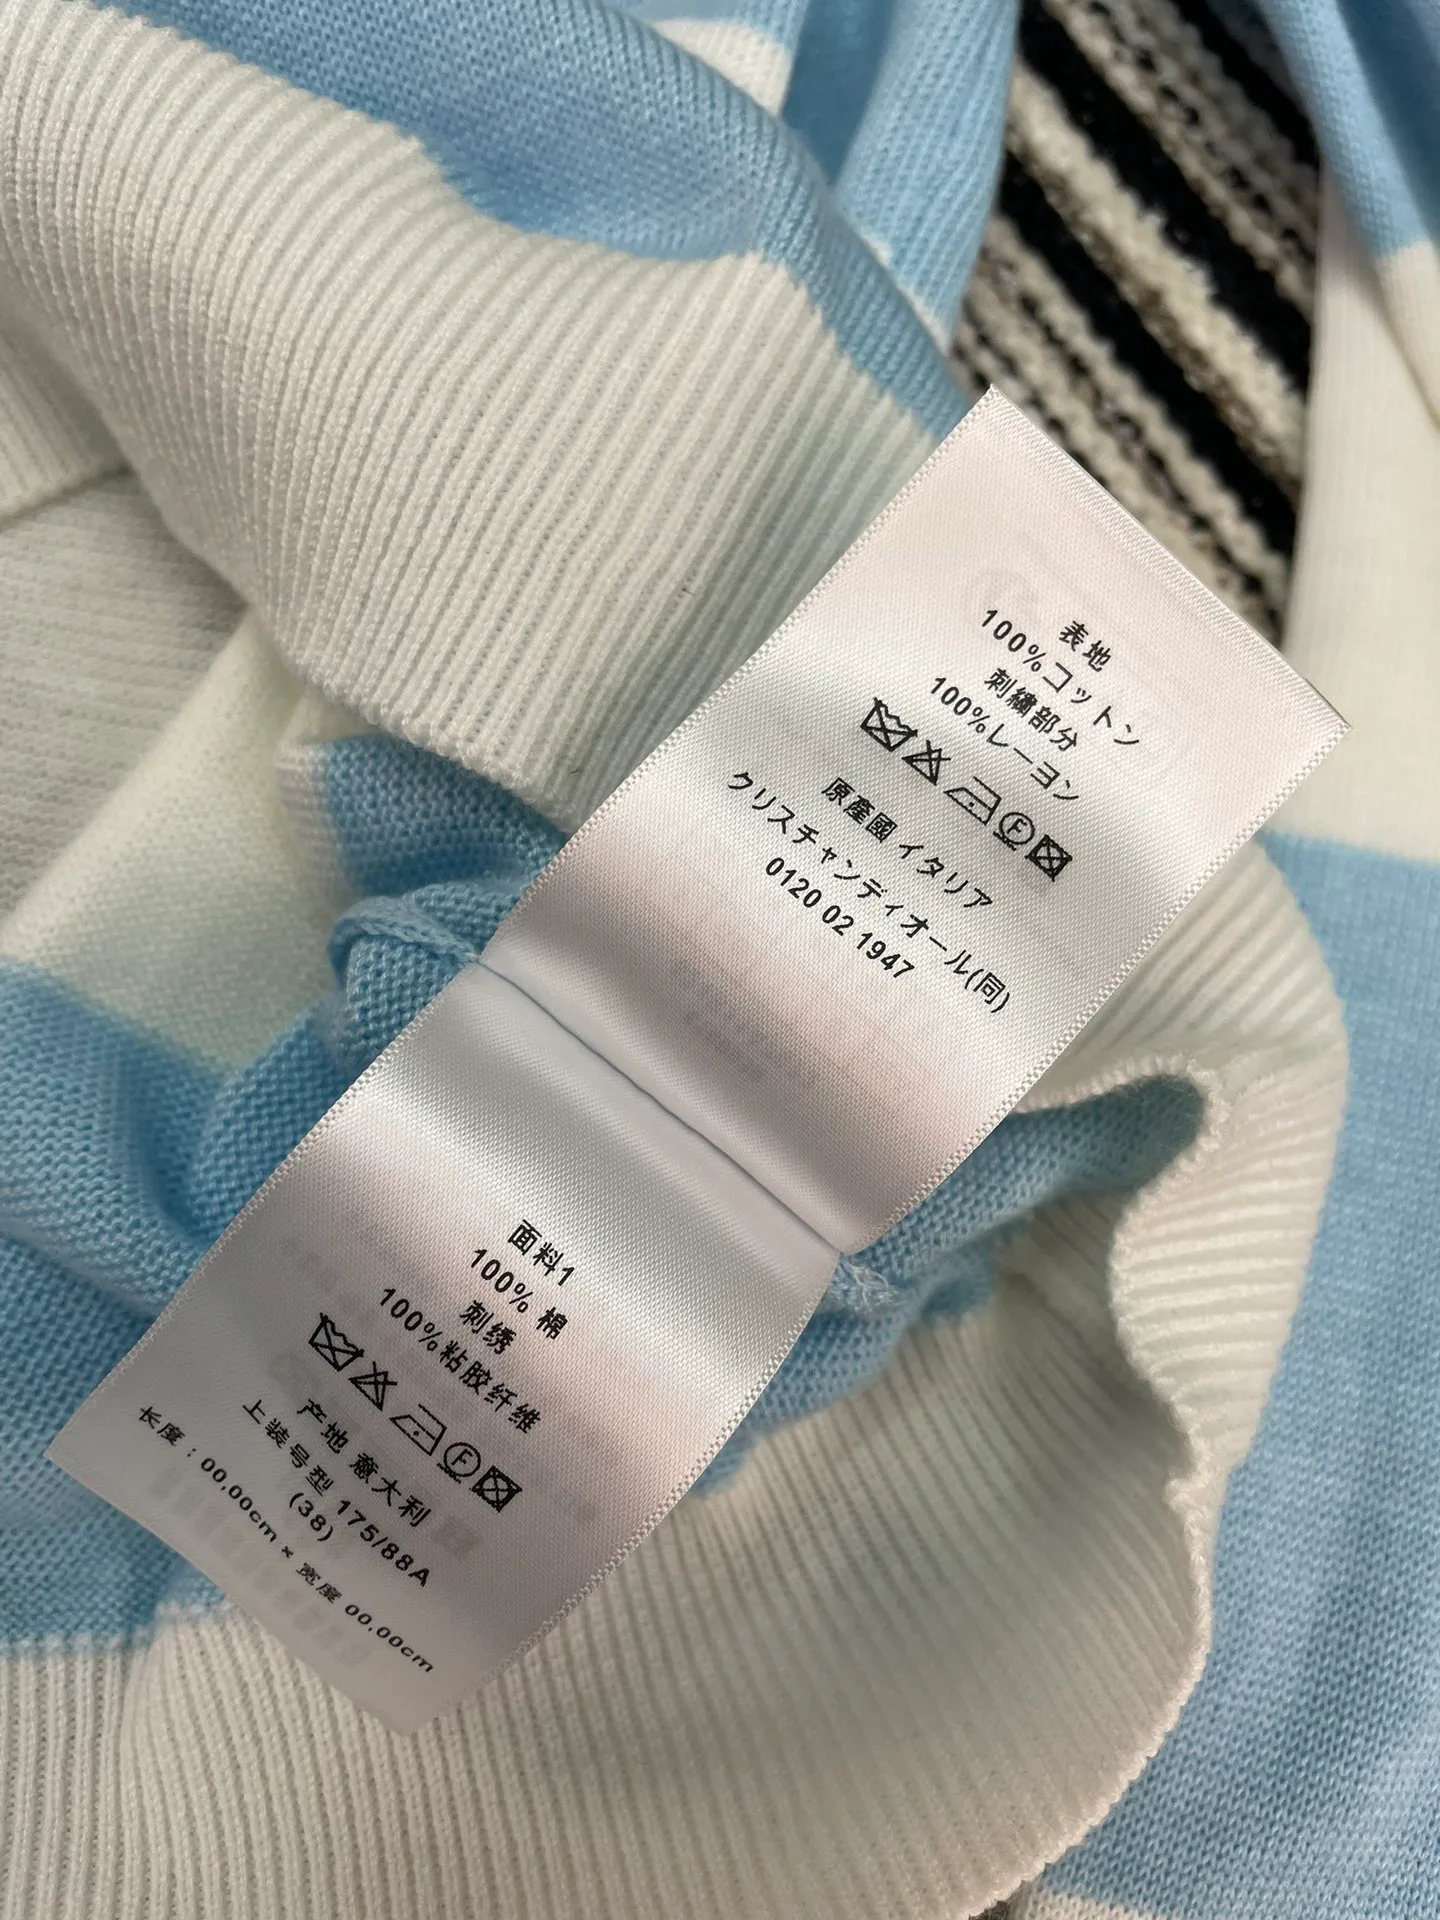 表地
100%コットン
刺繍部分
100%レーヨン
F
原產國 イタリア
クリスチャンディオール(同)
0120 02 1947
面料1
100% 棉
刺绣
100%粘胶纤维
F
产地 意大利
上装号型 175/88A
(38)
长度：00,00cm × 宽度 00,00cm